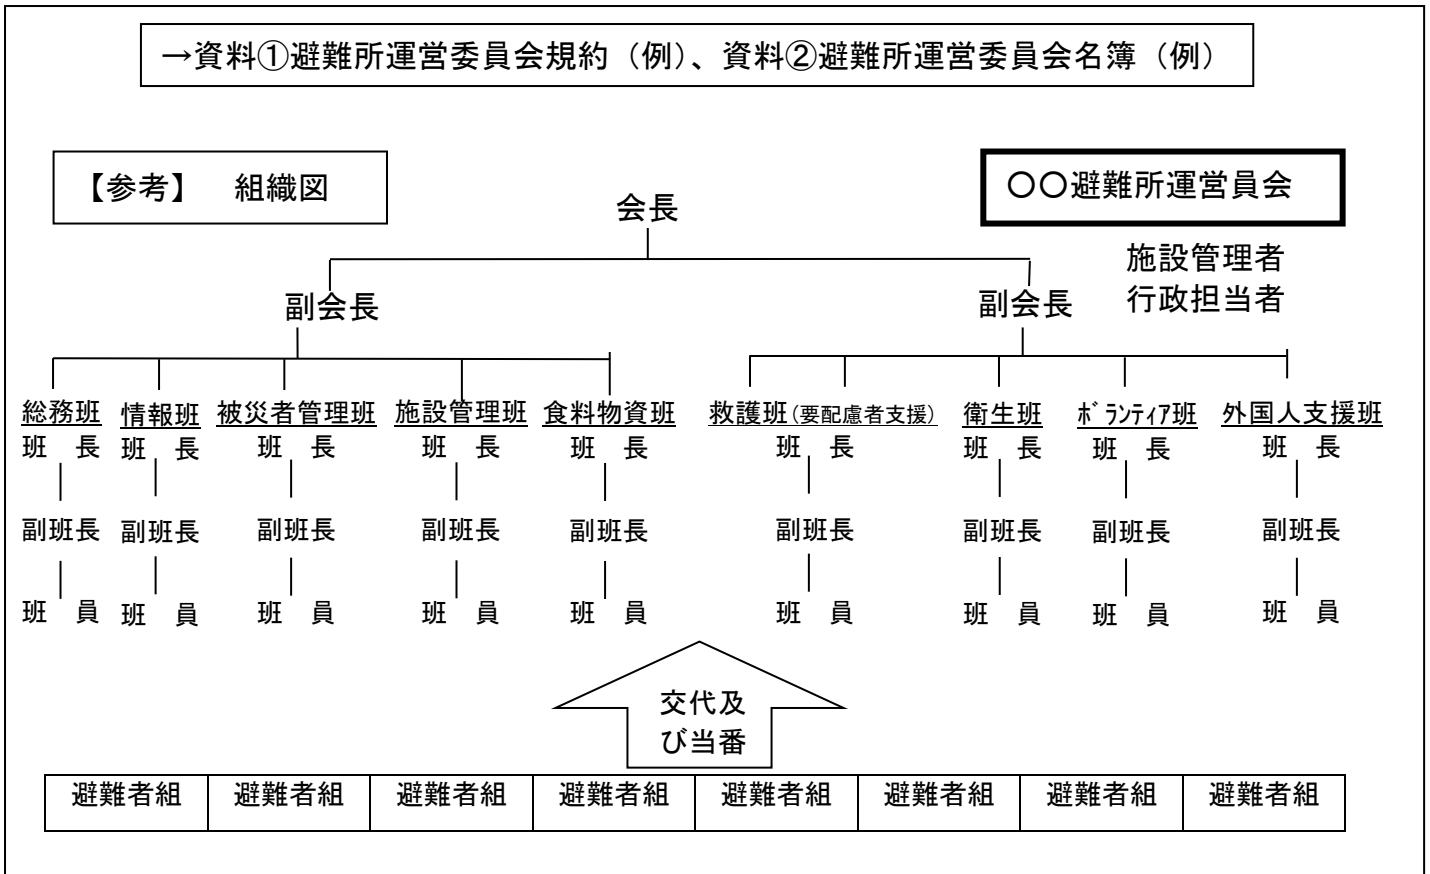 →資料①避難所運営委員会規約（例）、資料②避難所運営委員会名簿（例）
【参考】　組織図
〇〇避難所運営員会
会長
施設管理者
行政担当者
副会長　副会長
総務班　情報班　被災者管理班　施設管理班　食料物資班　救護班(要配慮者支援)　衛生班　ﾎﾞﾗﾝﾃｨｱ班　外国人支援班
班　長　班　長　班　長　班　長　班　長　班　長　班　長　班　長　班　長
副班長　副班長　副班長　副班長　副班長　副班長　副班長　副班長　副班長
班　員　班　員　班　員　班　員　班　員　班　員　班　員　班　員　班　員
交代及
び当番
避難者組　避難者組　避難者組　避難者組　避難者組　避難者組　避難者組　避難者組